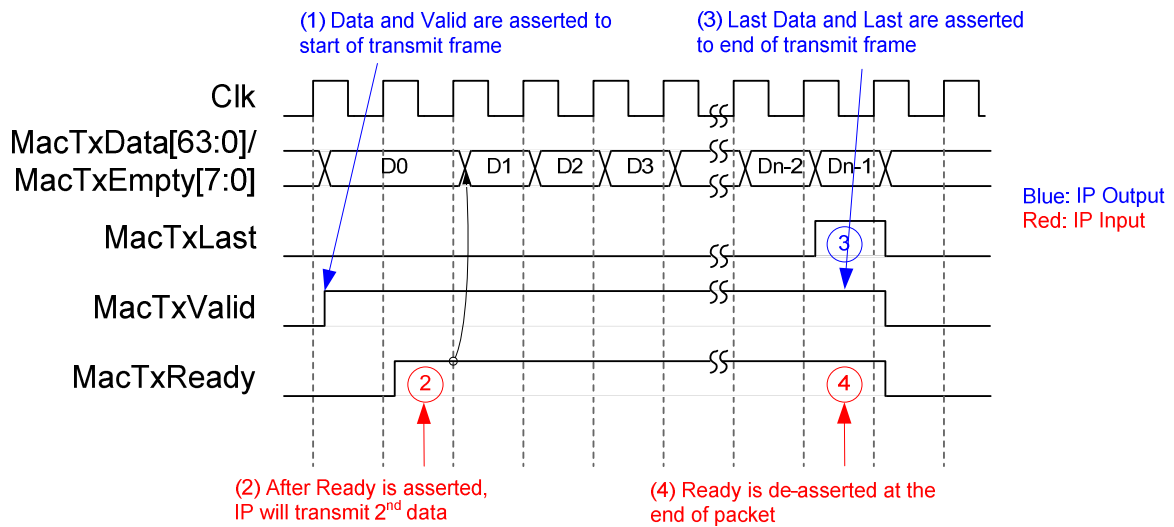 (1) Data and Valid are asserted to
start of transmit frame
(3) Last Data and Last are asserted
to end of transmit frame
Clk
MacTxData[63:0]/
MacTxEmpty[7:0]
D0
D1
D2
D3
Dn-2
Dn-1
Blue: IP Output
Red: IP Input
MacTxLast
3
MacTxValid
MacTxReady
2
4
(2) After Ready is asserted,
IP will transmit 2nd data
(4) Ready is de-asserted at the
end of packet